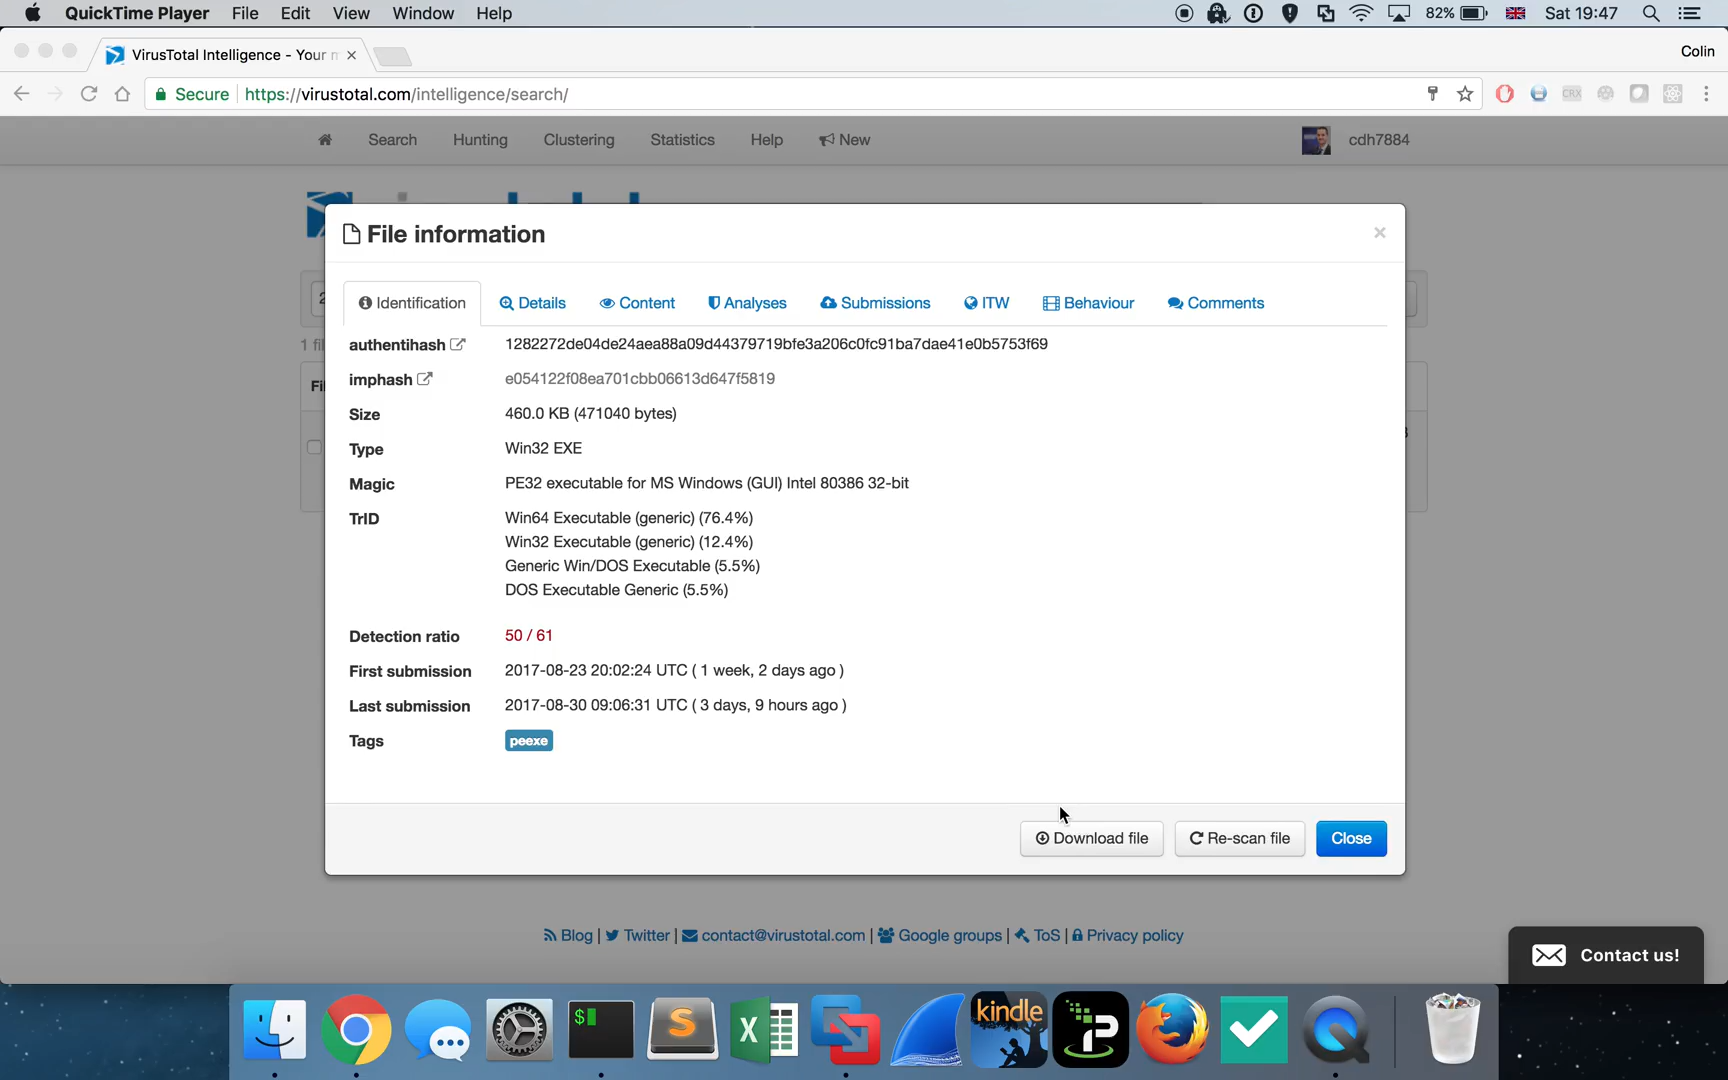 QuickTime Player File Edit View Window Help 82% Sat 19:47
VirusTotal Intelligence - Your Colin
Secure https://virustotal.com/intelligence/search/ CRX
Search Hunting Clustering Statistics Help New cdh7884
File information
Identification Details Content Analyses Submissions ITW Behaviour Comments
authentihash 1282272de04de24aea88a09d44379719bfe3a206c0fc91ba7dae41e0b5753f69
imphash e054122f08ea701cbb06613d647f5819
Size 460.0 KB (471040 bytes)
Type Win32 EXE
Magic PE32 executable for MS Windows (GUI) Intel 80386 32-bit
TrID Win64 Executable (generic) (76.4%)
Win32 Executable (generic) (12.4%)
Generic Win/DOS Executable (5.5%)
DOS Executable Generic (5.5%)
Detection ratio 50 / 61
First submission 2017-08-23 20:02:24 UTC ( 1 week, 2 days ago )
Last submission 2017-08-30 09:06:31 UTC ( 3 days, 9 hours ago )
Tags peexe
Download file Re-scan file Close
Blog | Twitter | contact@virustotal.com | Google groups | ToS | Privacy policy
Contact us!
kindle